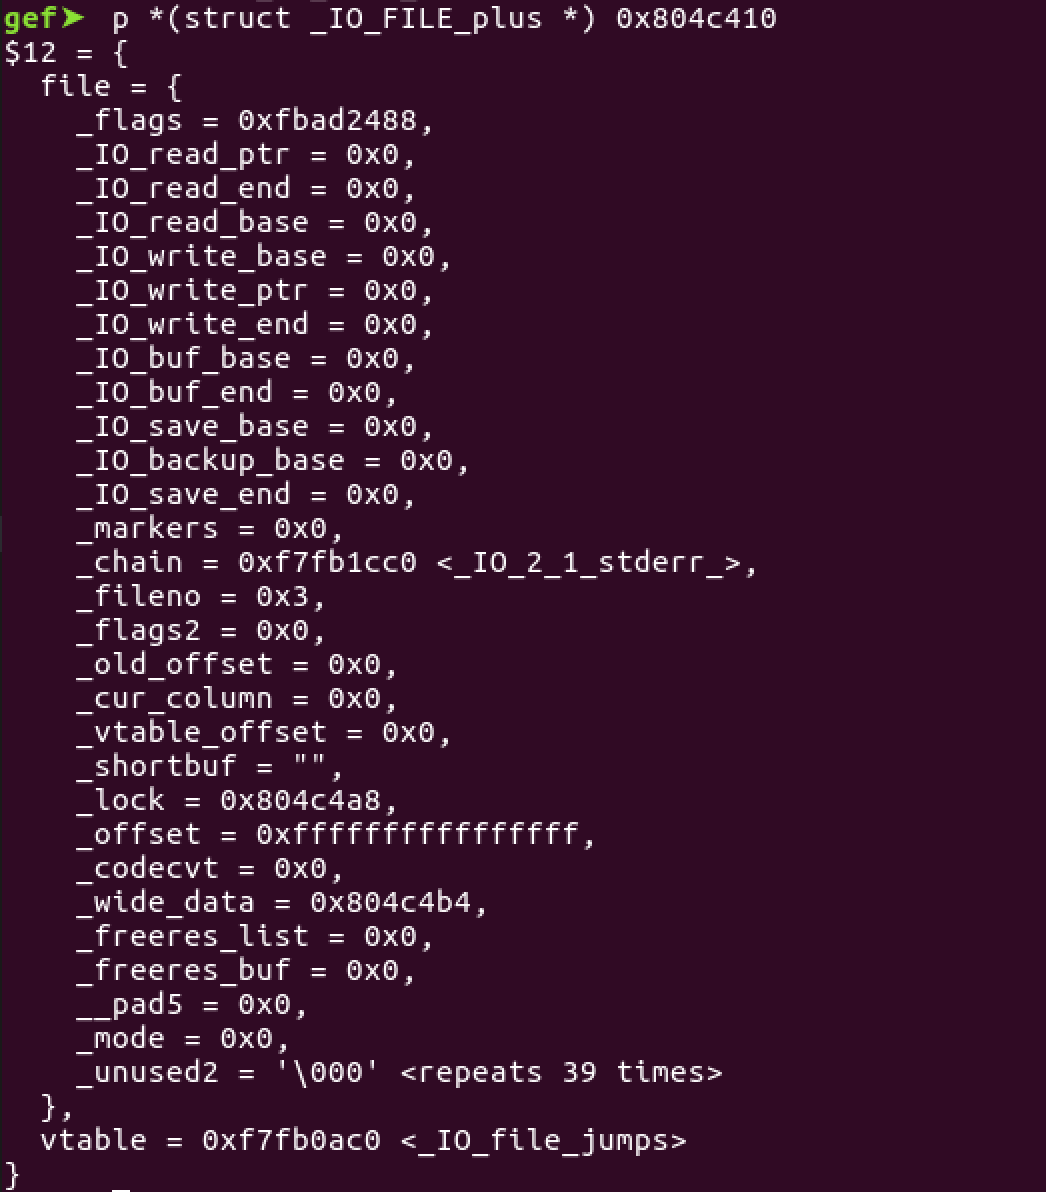 gef➤  p *(struct _IO_FILE_plus *) 0x804c410
$12 = {
  file = {
    _flags = 0xfbad2488,
    _IO_read_ptr = 0x0,
    _IO_read_end = 0x0,
    _IO_read_base = 0x0,
    _IO_write_base = 0x0,
    _IO_write_ptr = 0x0,
    _IO_write_end = 0x0,
    _IO_buf_base = 0x0,
    _IO_buf_end = 0x0,
    _IO_save_base = 0x0,
    _IO_backup_base = 0x0,
    _IO_save_end = 0x0,
    _markers = 0x0,
    _chain = 0xf7fb1cc0 <_IO_2_1_stderr_>,
    _fileno = 0x3,
    _flags2 = 0x0,
    _old_offset = 0x0,
    _cur_column = 0x0,
    _vtable_offset = 0x0,
    _shortbuf = "",
    _lock = 0x804c4a8,
    _offset = 0xffffffffffffffff,
    _codecvt = 0x0,
    _wide_data = 0x804c4b4,
    _freeres_list = 0x0,
    _freeres_buf = 0x0,
    __pad5 = 0x0,
    _mode = 0x0,
    _unused2 = '\000' <repeats 39 times>
  },
  vtable = 0xf7fb0ac0 <_IO_file_jumps>
}